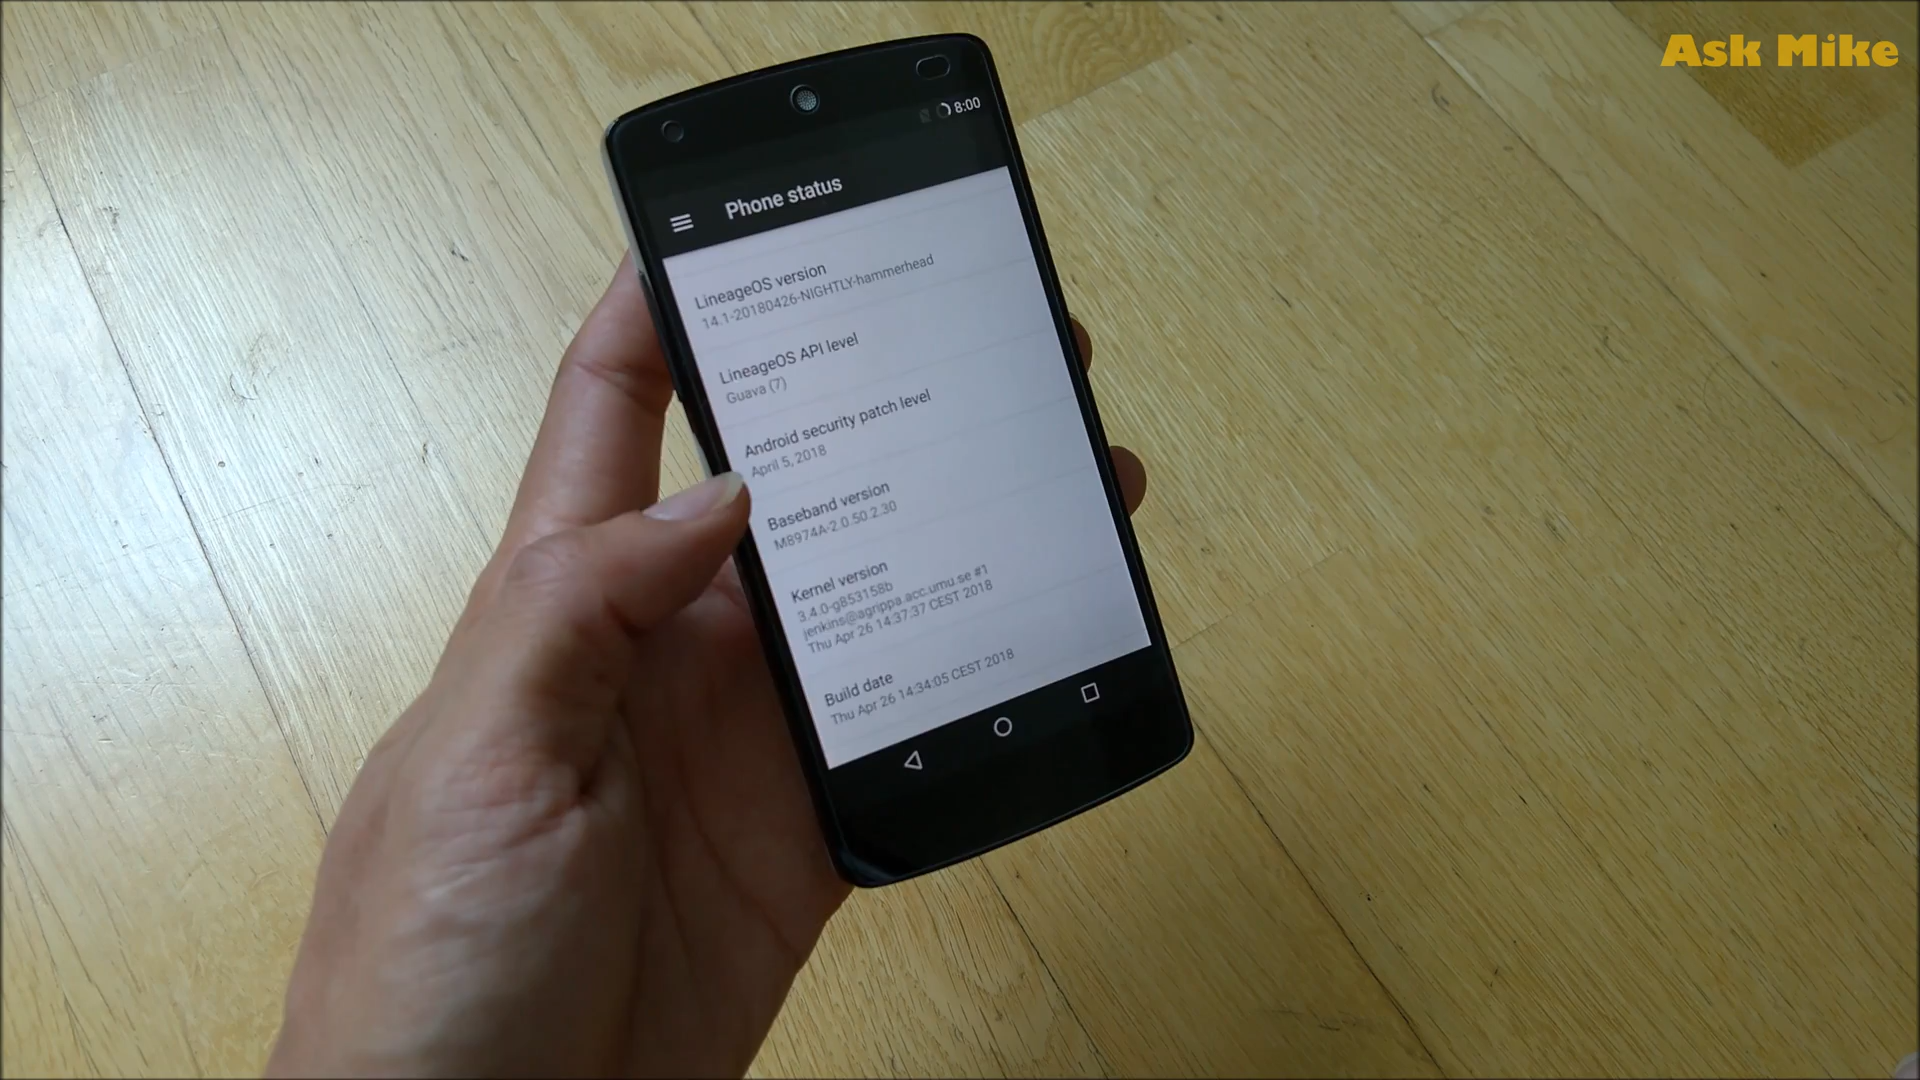 Ask Mike
8:00
Phone status
LineageOS version
14.1-20180426-NIGHTLY-hammerhead
LineageOS API level
Guava (7)
Android security patch level
April 5, 2018
Baseband version
M8974A-2.0.50.2.30
Kernel version
3.4.0-g853158b
jenkins@agrippa.acc.umu.se #1
Thu Apr 26 14:37:37 CEST 2018
Build date
Thu Apr 26 14:34:05 CEST 2018